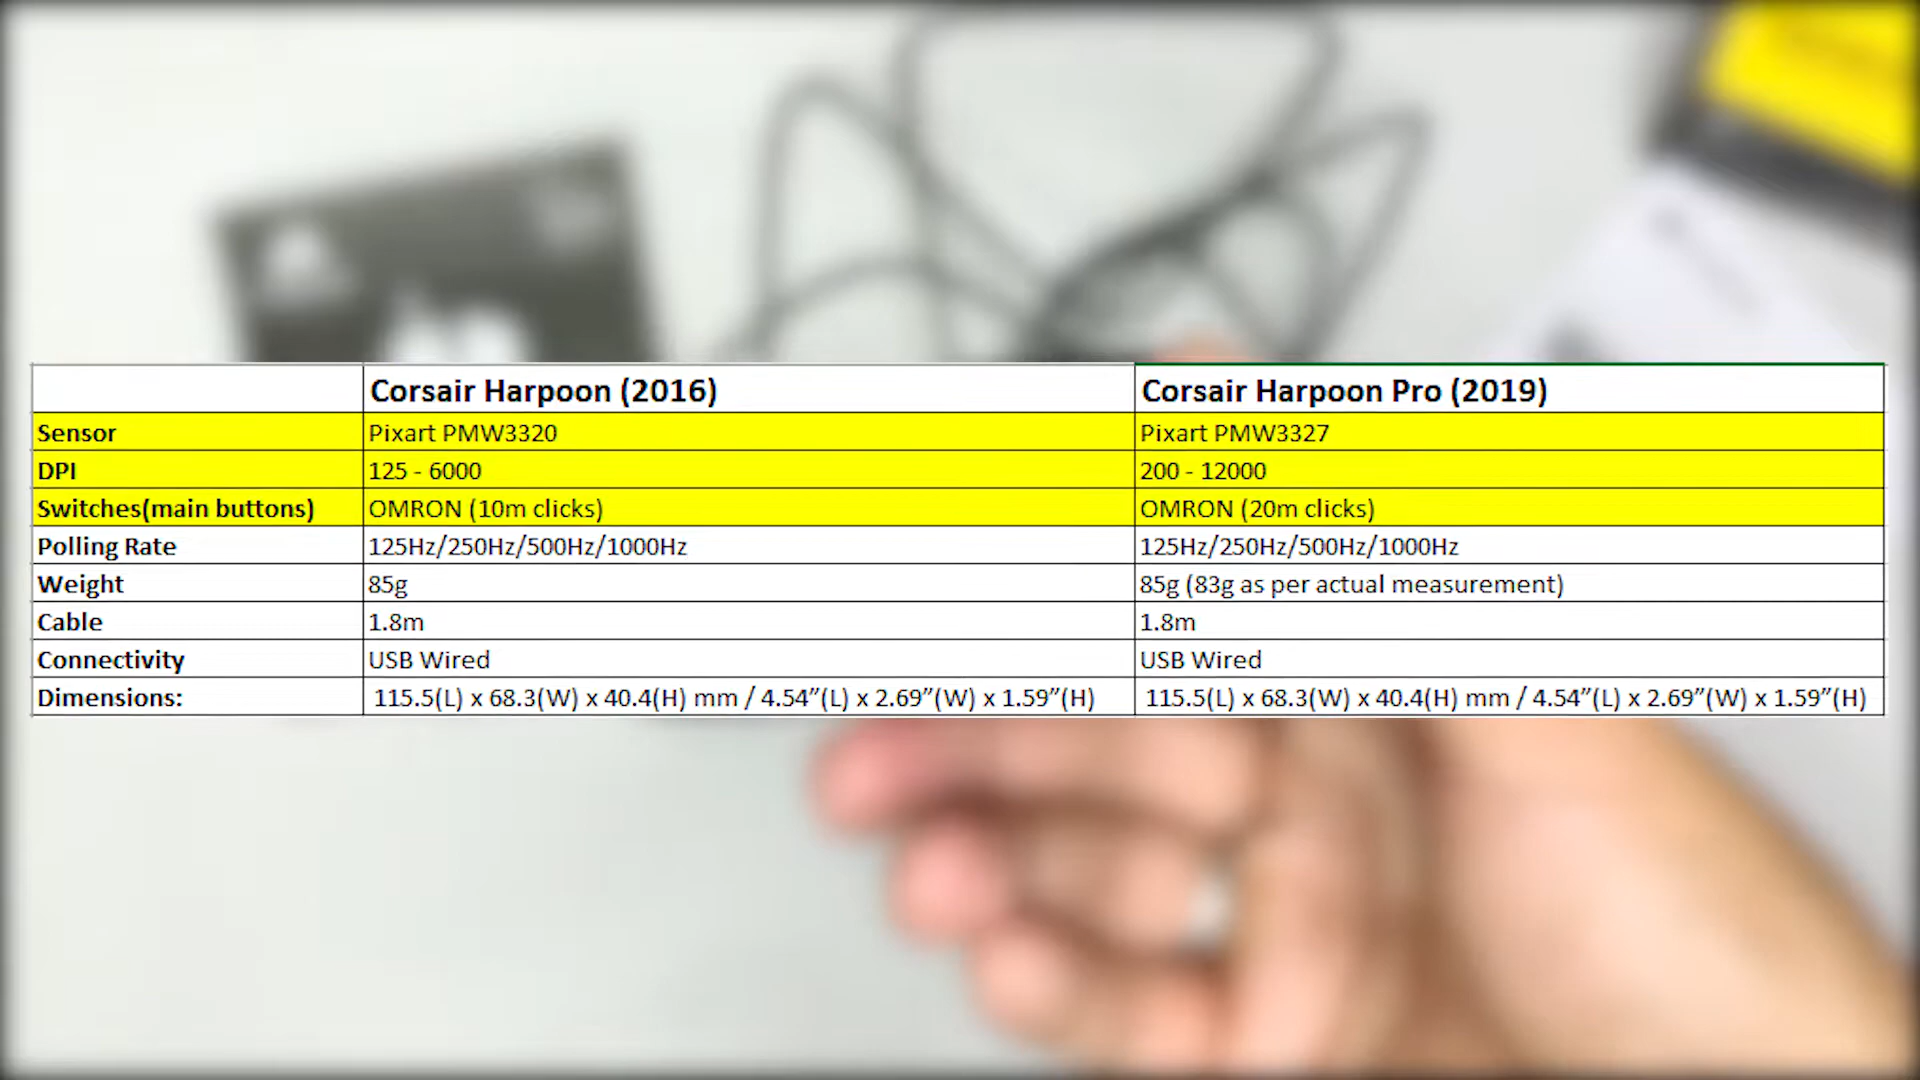 Corsair Harpoon (2016) Corsair Harpoon Pro (2019)
Sensor Pixart PMW3320 Pixart PMW3327
DPI 125 - 6000 200 - 12000
Switches(main buttons) OMRON (10m clicks) OMRON (20m clicks)
Polling Rate 125Hz/250Hz/500Hz/1000Hz 125Hz/250Hz/500Hz/1000Hz
Weight 85g 85g (83g as per actual measurement)
Cable 1.8m 1.8m
Connectivity USB Wired USB Wired
Dimensions: 115.5(L) x 68.3(W) x 40.4(H) mm / 4.54”(L) x 2.69”(W) x 1.59”(H) 115.5(L) x 68.3(W) x 40.4(H) mm / 4.54”(L) x 2.69”(W) x 1.59”(H)